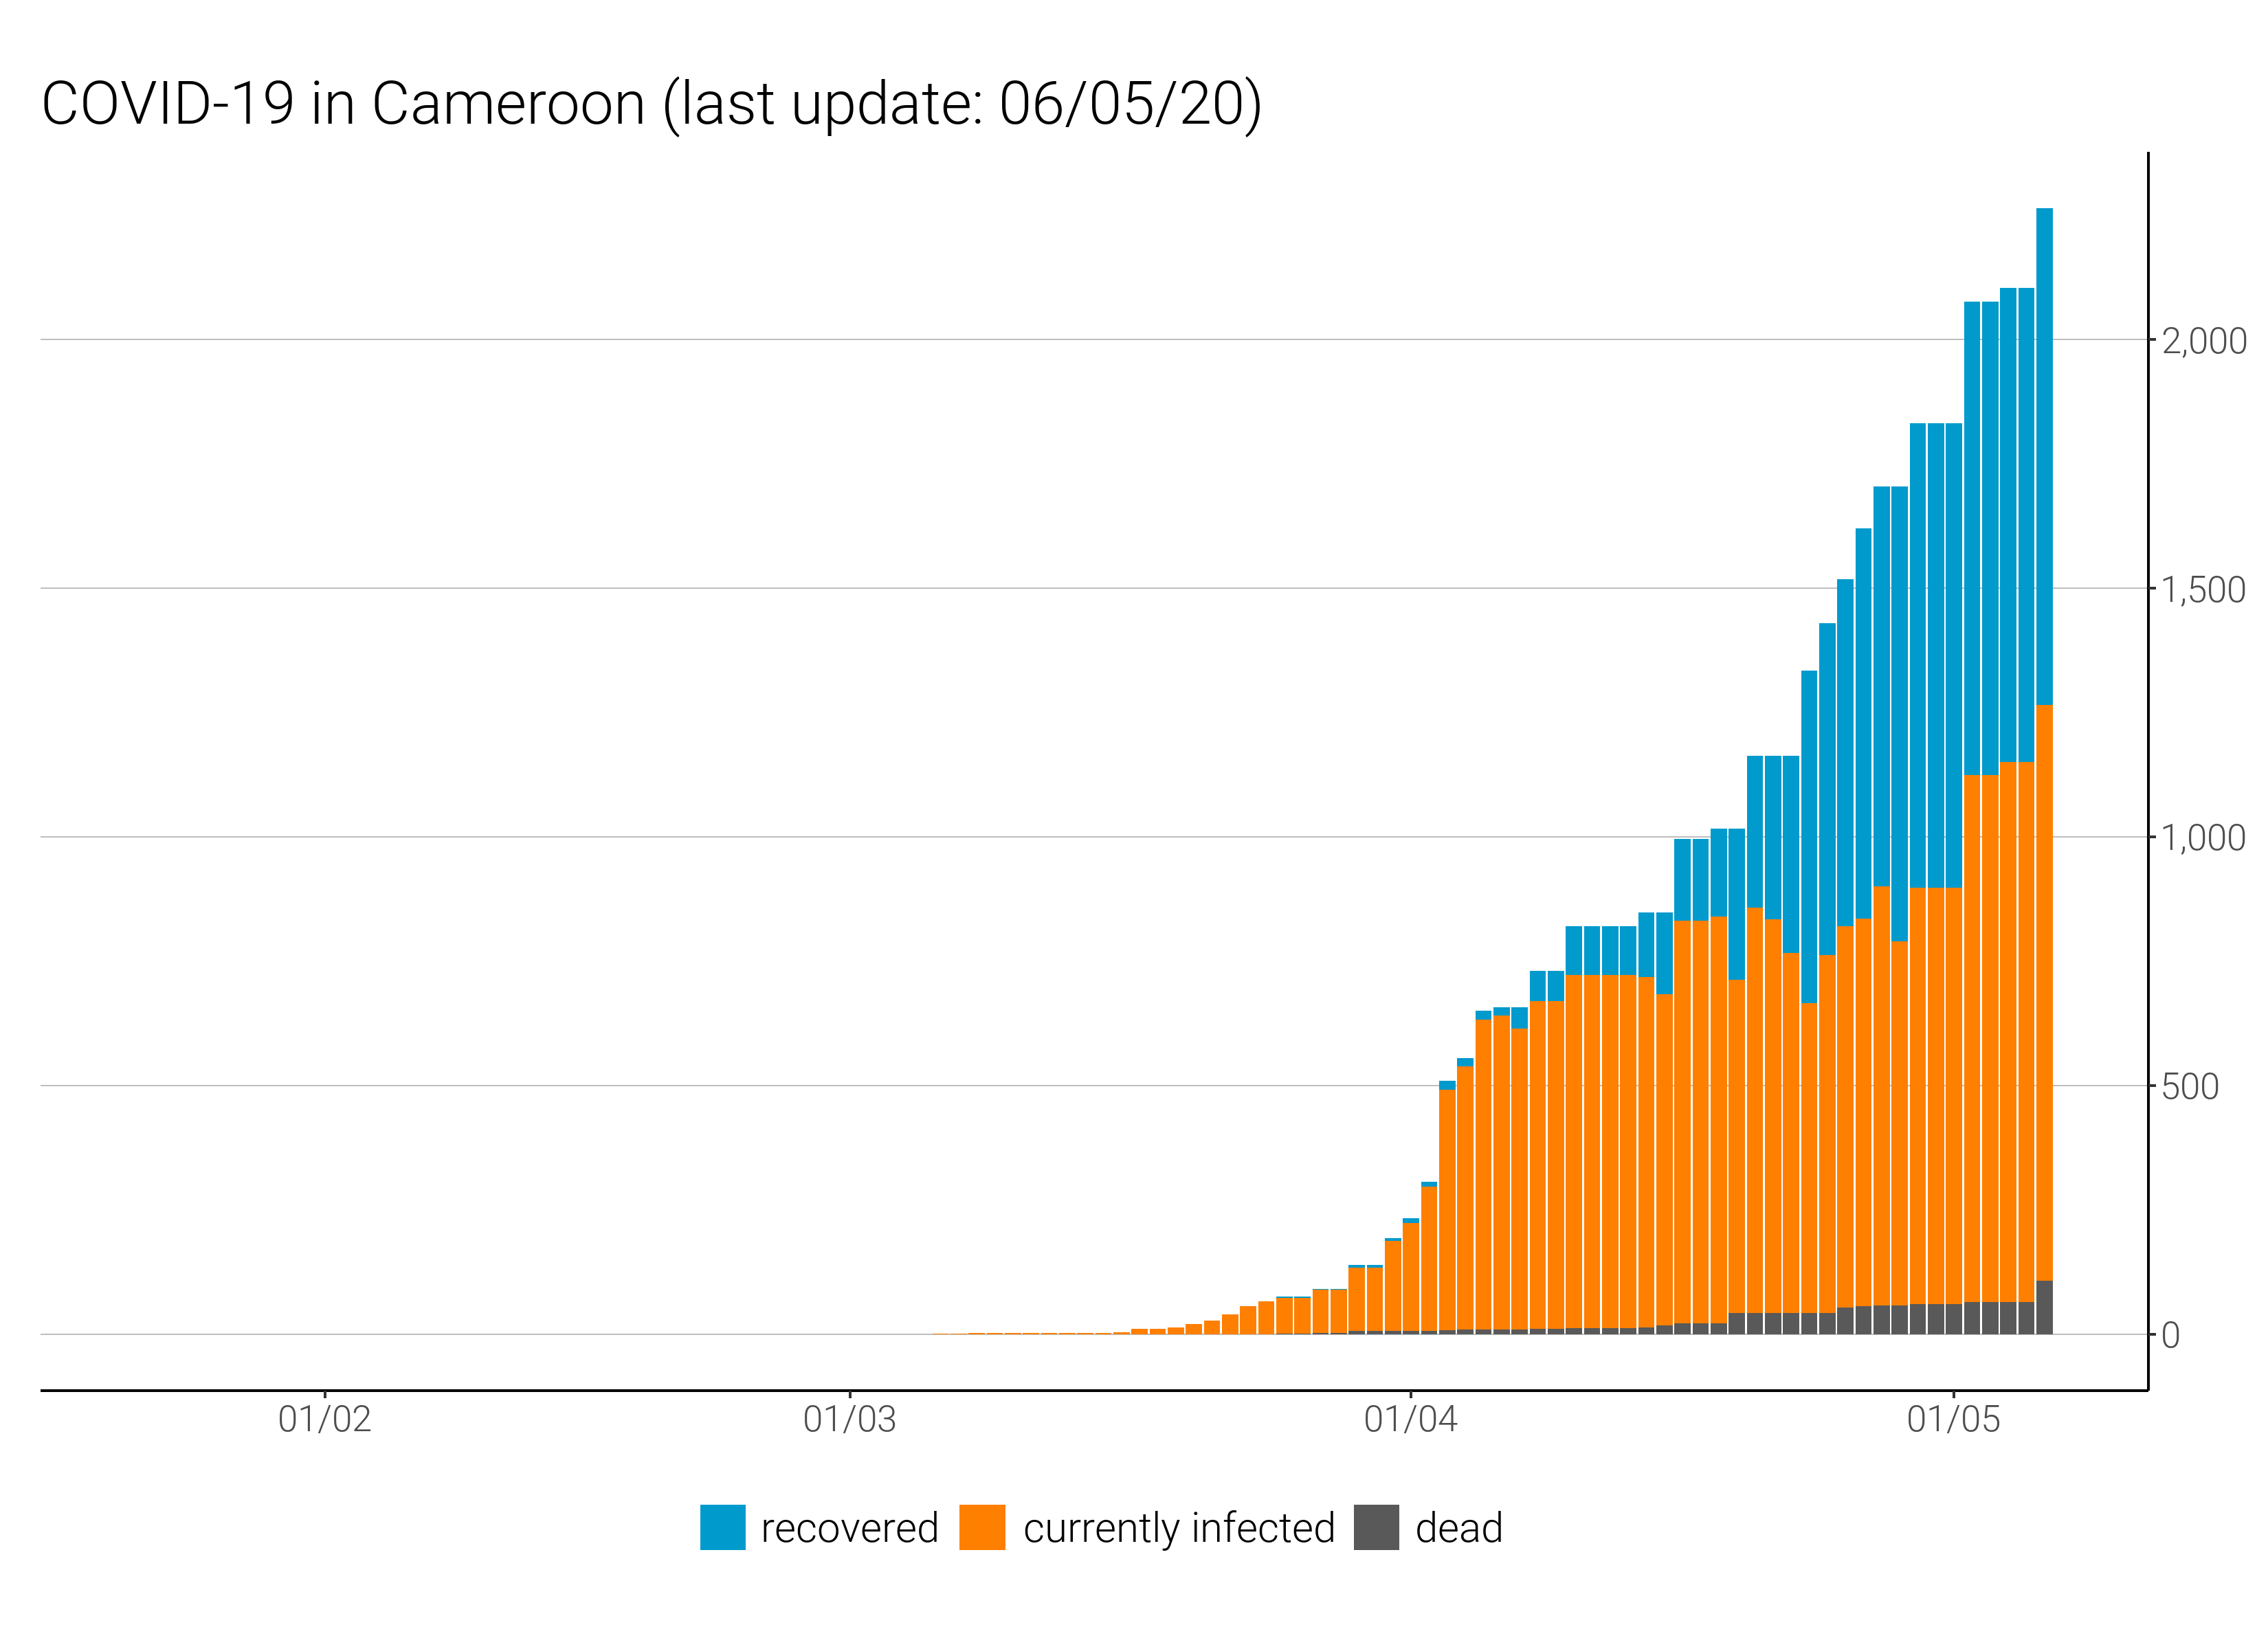 COVID-19 in Cameroon (last update: 06/05/20)
2,000
1,500
1,000
500
0
01/02 01/03 01/04 01/05
recovered currently infected dead